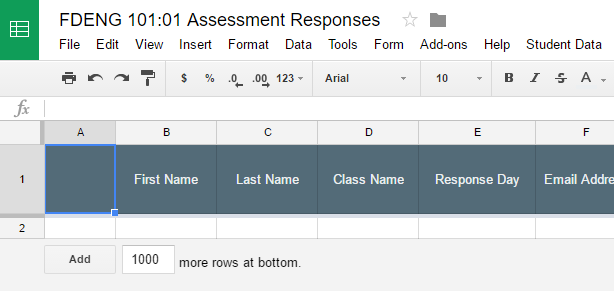 FDENG 101:01 Assessment Responses
File Edit View Insert Format Data Tools Form Add-ons Help Student Data
$ % .0 .00 123 Arial 10 B I S A
fx
A B C D E F
1 First Name Last Name Class Name Response Day Email Addre
2
Add 1000 more rows at bottom.